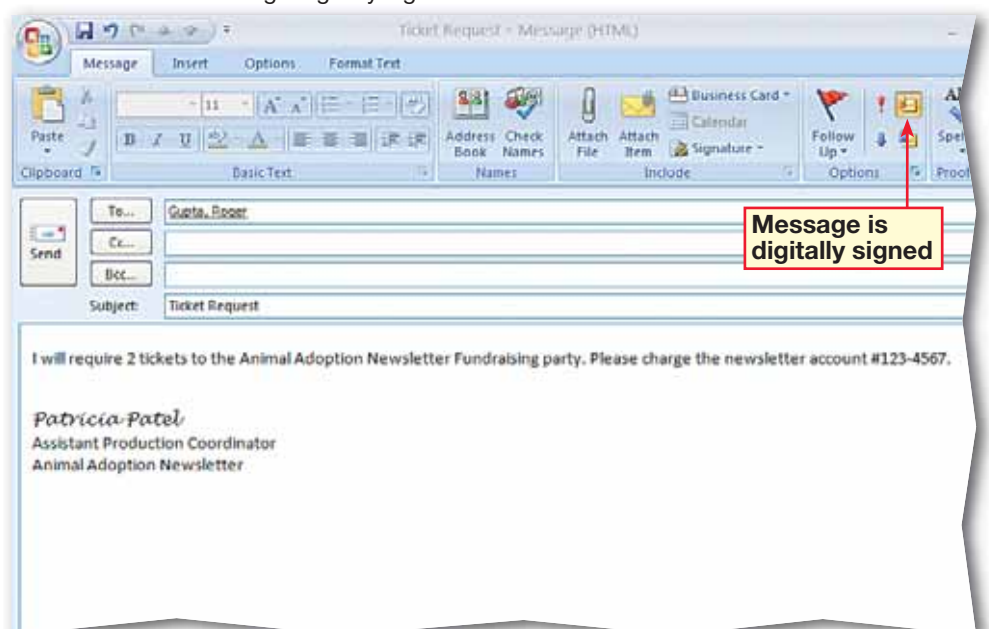 Ticket Request - Message (HTML)
Message Insert Options Format Text
Paste
11 A A
B I U A
Address Book
Check Names
Attach File
Attach Item
Business Card
Calendar
Signature
Follow Up
Clipboard
Basic Text
Names
Include
Options
Message is
digitally signed
Send
To... Gupta, Roger
Cc...
Bcc...
Subject: Ticket Request
I will require 2 tickets to the Animal Adoption Newsletter Fundraising party. Please charge the newsletter account #123-4567.
Patricia Patel
Assistant Production Coordinator
Animal Adoption Newsletter